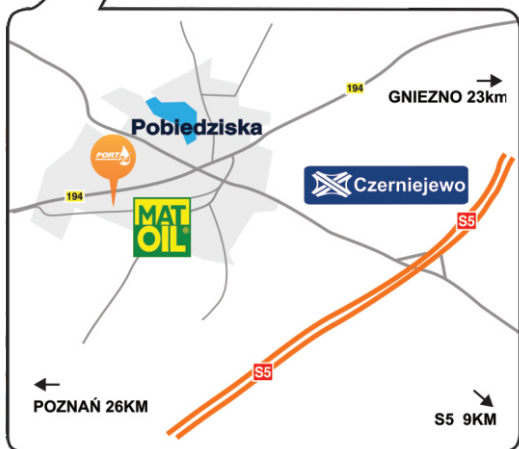 194
GNIEZNO 23km
Pobiedziska
PORT
194
Czerniejewo
MAT
OIL®
S5
S5
POZNAŃ 26KM
S5 9KM